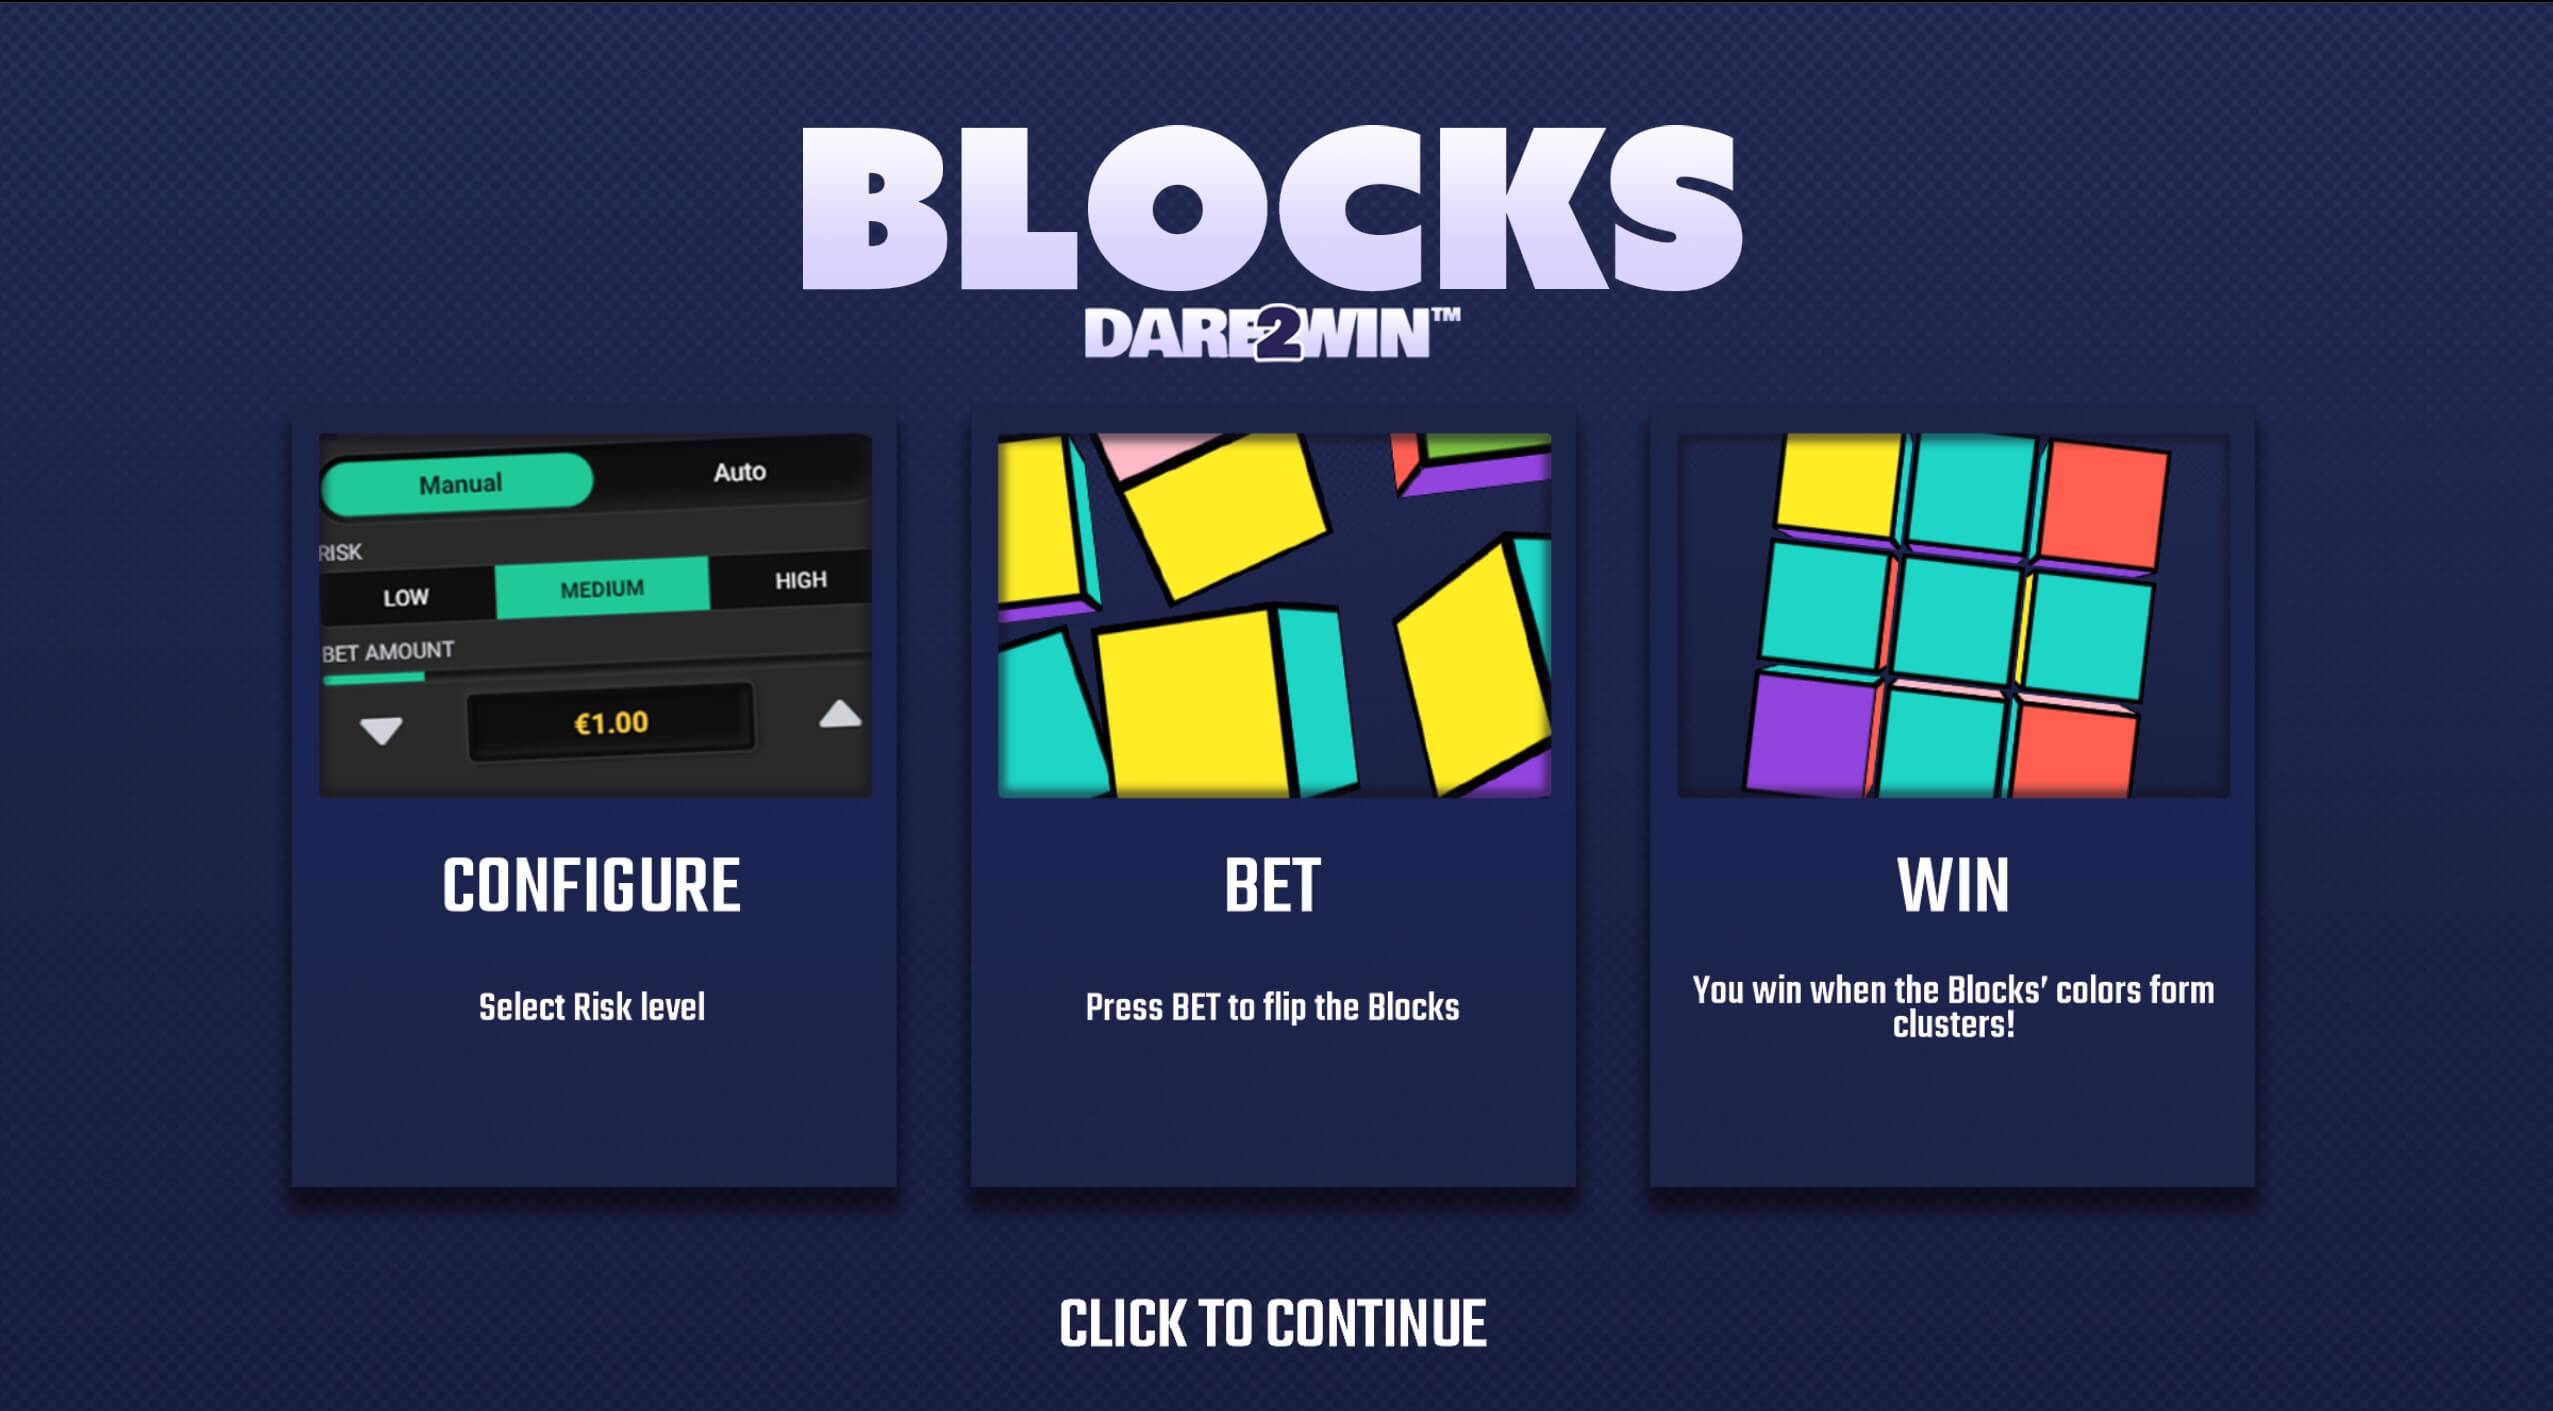 BLOCKS
DARE2WIN™
Manual Auto
RISK
LOW MEDIUM HIGH
BET AMOUNT
€1.00
CONFIGURE
Select Risk level
BET
Press BET to flip the Blocks
WIN
You win when the Blocks’ colors form
clusters!
CLICK TO CONTINUE